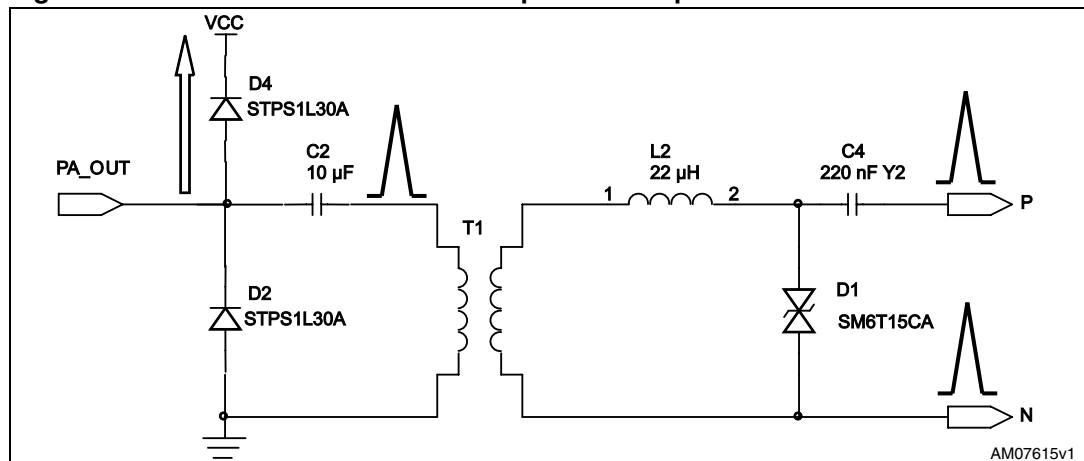 VCC
D4
STPS1L30A
PA_OUT
C2
10 µF
T1
L2
22 µH
1
2
C4
220 nF Y2
P
D2
STPS1L30A
D1
SM6T15CA
N
AM07615v1